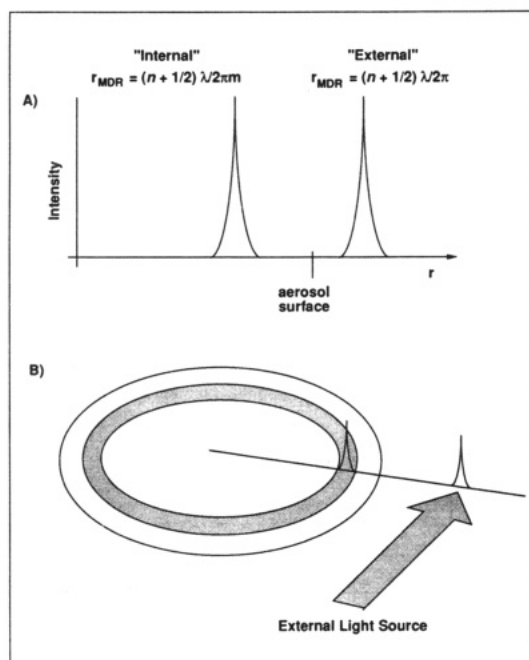 "Internal" "External"
r_MDR = (n + 1/2) λ/2πm r_MDR = (n + 1/2) λ/2π
A)
Intensity
r
aerosol
surface
B)
External Light Source